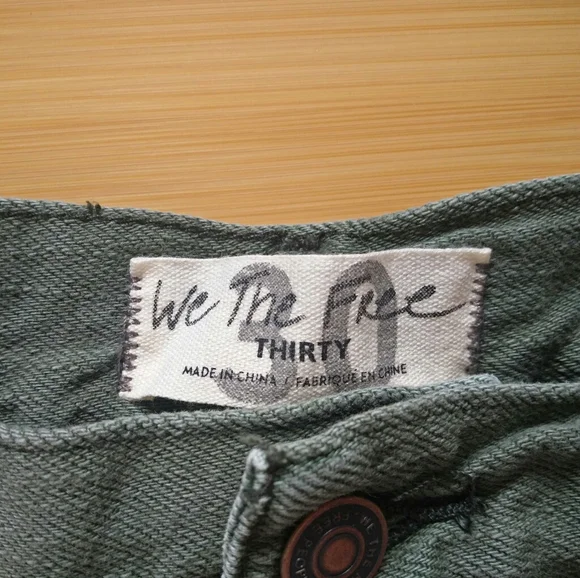 We The Free
30
THIRTY
MADE IN CHINA / FABRIQUÉ EN CHINE